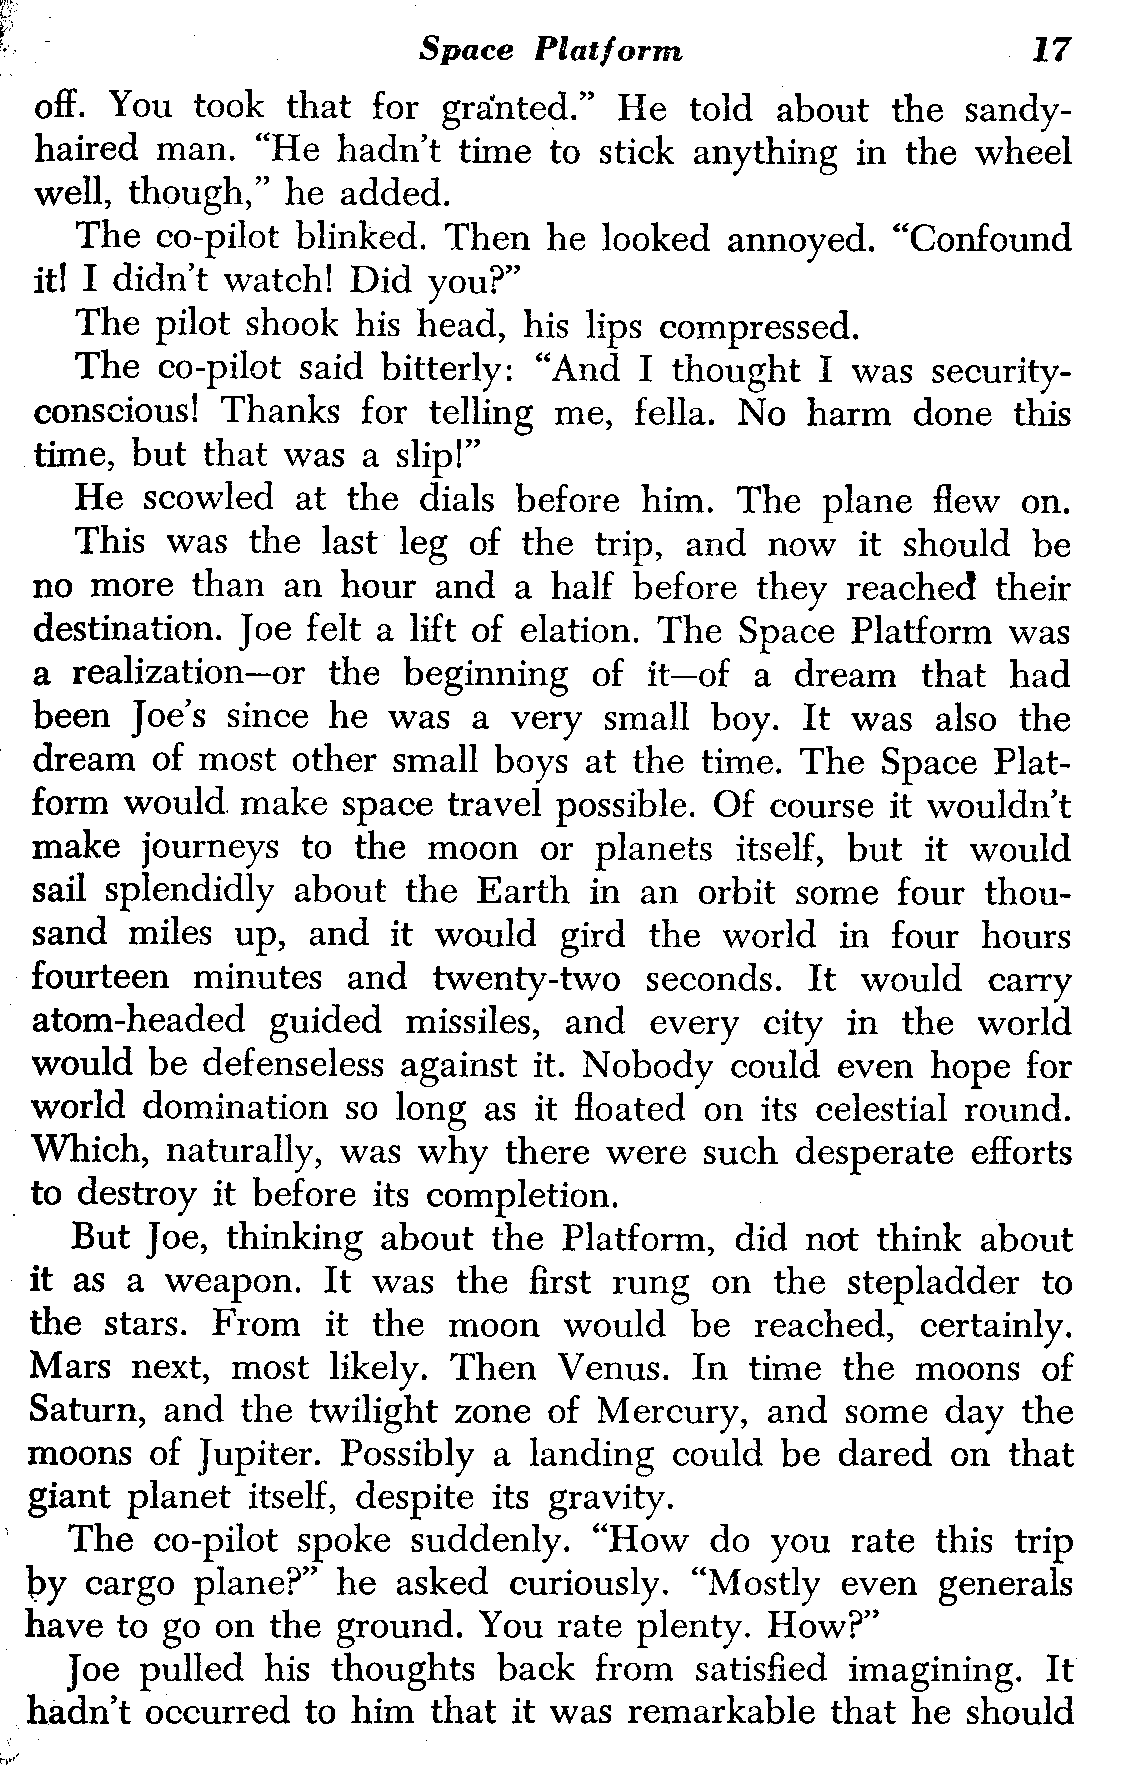 Space Platform 17
off. You took that for granted.” He told about the sandy-
haired man. “He hadn’t time to stick anything in the wheel
well, though,” he added.
The co-pilot blinked. Then he looked annoyed. “Confound
it! I didn’t watch! Did you?”
The pilot shook his head, his lips compressed.
The co-pilot said bitterly: “And I thought I was security-
conscious! Thanks for telling me, fella. No harm done this
time, but that was a slip!”
He scowled at the dials before him. The plane flew on.
This was the last leg of the trip, and now it should be
no more than an hour and a half before they reached their
destination. Joe felt a lift of elation. The Space Platform was
a realization—or the beginning of it—of a dream that had
been Joe’s since he was a very small boy. It was also the
dream of most other small boys at the time. The Space Plat-
form would make space travel possible. Of course it wouldn’t
make journeys to the moon or planets itself, but it would
sail splendidly about the Earth in an orbit some four thou-
sand miles up, and it would gird the world in four hours
fourteen minutes and twenty-two seconds. It would carry
atom-headed guided missiles, and every city in the world
would be defenseless against it. Nobody could even hope for
world domination so long as it floated on its celestial round.
Which, naturally, was why there were such desperate efforts
to destroy it before its completion.
But Joe, thinking about the Platform, did not think about
it as a weapon. It was the first rung on the stepladder to
the stars. From it the moon would be reached, certainly.
Mars next, most likely. Then Venus. In time the moons of
Saturn, and the twilight zone of Mercury, and some day the
moons of Jupiter. Possibly a landing could be dared on that
giant planet itself, despite its gravity.
The co-pilot spoke suddenly. “How do you rate this trip
by cargo plane?” he asked curiously. “Mostly even generals
have to go on the ground. You rate plenty. How?”
Joe pulled his thoughts back from satisfied imagining. It
hadn’t occurred to him that it was remarkable that he should